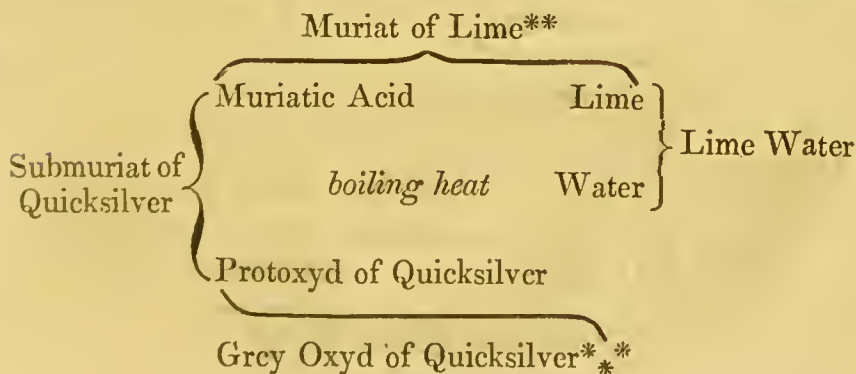 Muriat of Lime**
Muriatic Acid Lime
Lime Water
Submuriat of
Quicksilver
boiling heat Water
Protoxyd of Quicksilver
Grey Oxyd of Quicksilver***